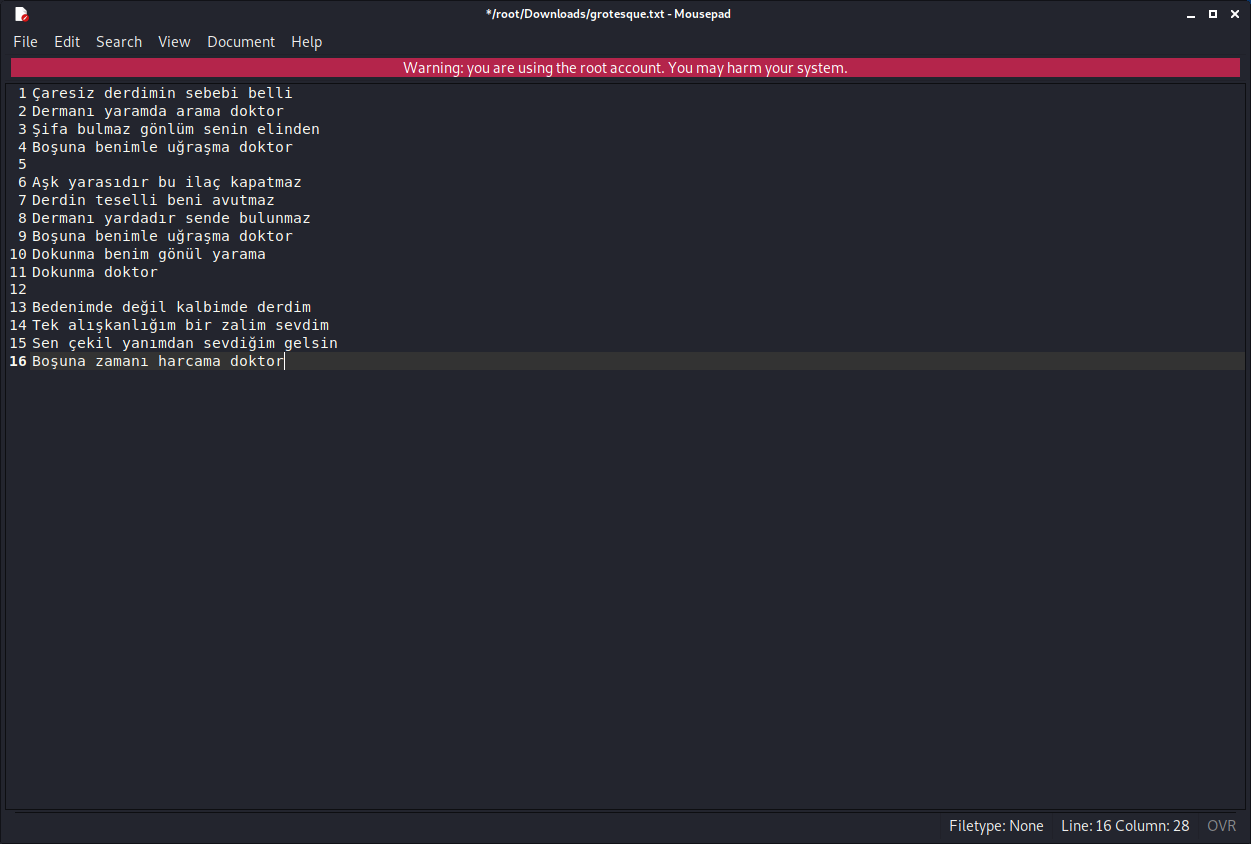 */root/Downloads/grotesque.txt - Mousepad
File Edit Search View Document Help
Warning: you are using the root account. You may harm your system.
1 Çaresiz derdimin sebebi belli
2 Dermanı yaramda arama doktor
3 Şifa bulmaz gönlüm senin elinden
4 Boşuna benimle uğraşma doktor
5
6 Aşk yarasıdır bu ilaç kapatmaz
7 Derdin teselli beni avutmaz
8 Dermanı yardadır sende bulunmaz
9 Boşuna benimle uğraşma doktor
10 Dokunma benim gönül yarama
11 Dokunma doktor
12
13 Bedenimde değil kalbimde derdim
14 Tek alışkanlığım bir zalim sevdim
15 Sen çekil yanımdan sevdiğim gelsin
16 Boşuna zamanı harcama doktor
Filetype: None Line: 16 Column: 28 OVR